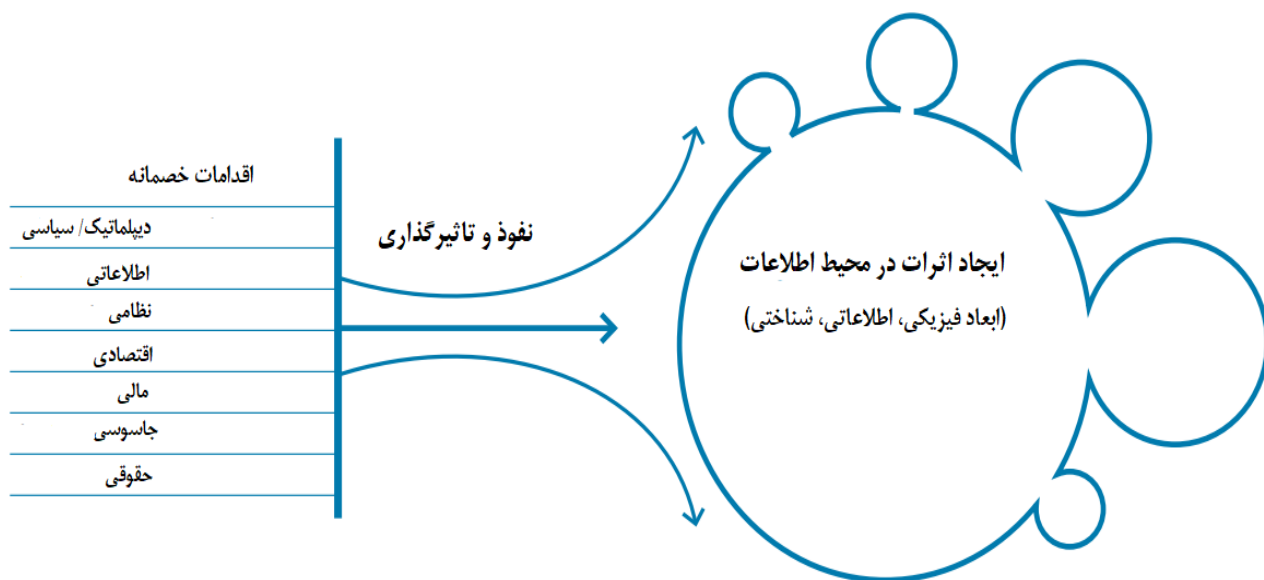 اقدامات خصمانه
دیپلماتیک/ سیاسی
اطلاعاتی
نظامی
اقتصادی
مالی
جاسوسی
حقوقی
نفوذ و تاثیرگذاری
ایجاد اثرات در محیط اطلاعات
(ابعاد فیزیکی، اطلاعاتی، شناختی)